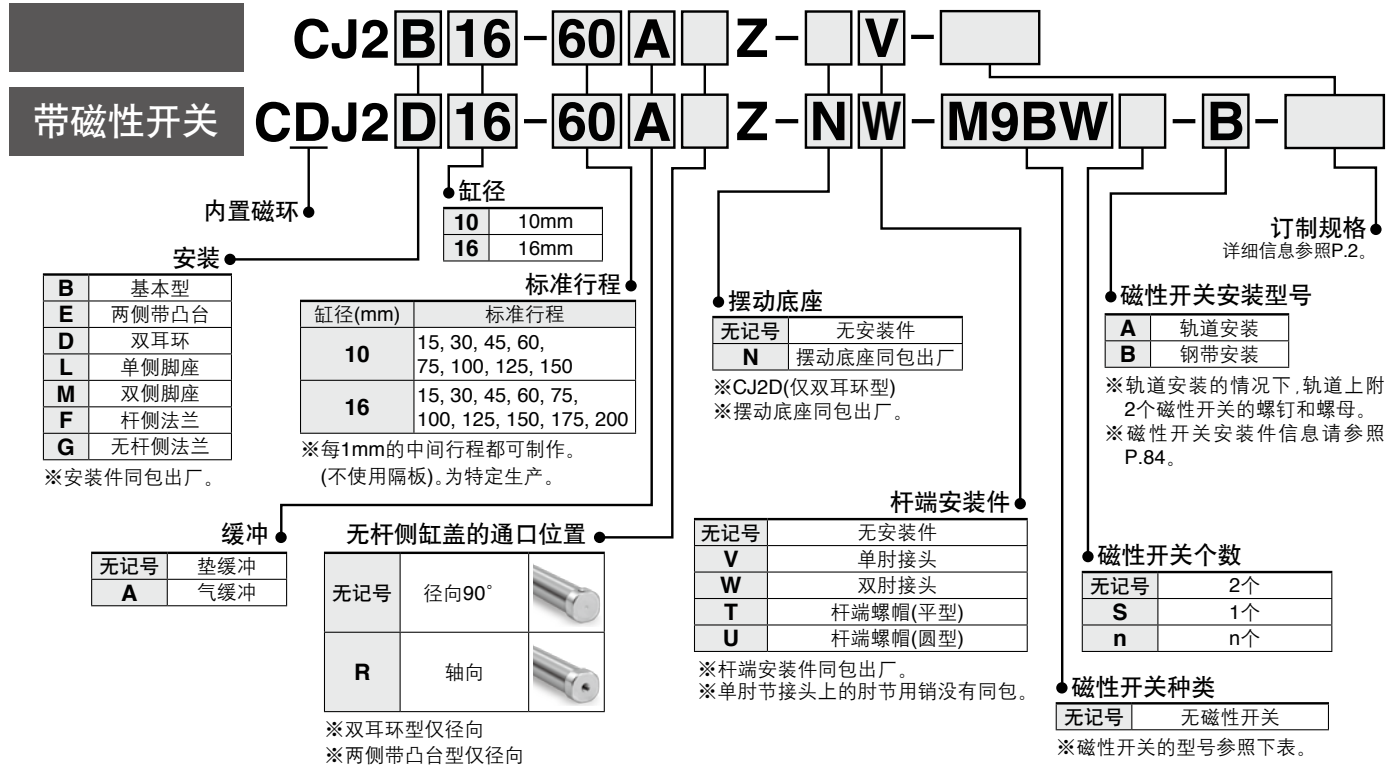 CJ2B16-60A Z- V-
带磁性开关 CDJ2D16-60A Z-NW-M9BW -B-
内置磁环
安装
B 基本型
E 两侧带凸台
D 双耳环
L 单侧脚座
M 双侧脚座
F 杆侧法兰
G 无杆侧法兰
※安装件同包出厂。
缸径
10 10mm
16 16mm
标准行程
缸径(mm) 标准行程
10 15, 30, 45, 60,
75, 100, 125, 150
16 15, 30, 45, 60, 75,
100, 125, 150, 175, 200
※每1mm的中间行程都可制作。
(不使用隔板)。为特定生产。
缓冲
无记号 垫缓冲
A 气缓冲
无杆侧缸盖的通口位置
无记号 径向90°
R 轴向
※双耳环型仅径向
※两侧带凸台型仅径向
摆动底座
无记号 无安装件
N 摆动底座同包出厂
※CJ2D(仅双耳环型)
※摆动底座同包出厂。
杆端安装件
无记号 无安装件
V 单肘接头
W 双肘接头
T 杆端螺帽(平型)
U 杆端螺帽(圆型)
※杆端安装件同包出厂。
※单肘节接头上的肘节用销没有同包。
订制规格
详细信息参照P.2。
磁性开关安装型号
A 轨道安装
B 钢带安装
※轨道安装的情况下,轨道上附
2个磁性开关的螺钉和螺母。
※磁性开关安装件信息请参照
P.84。
磁性开关个数
无记号 2个
S 1个
n n个
磁性开关种类
无记号 无磁性开关
※磁性开关的型号参照下表。